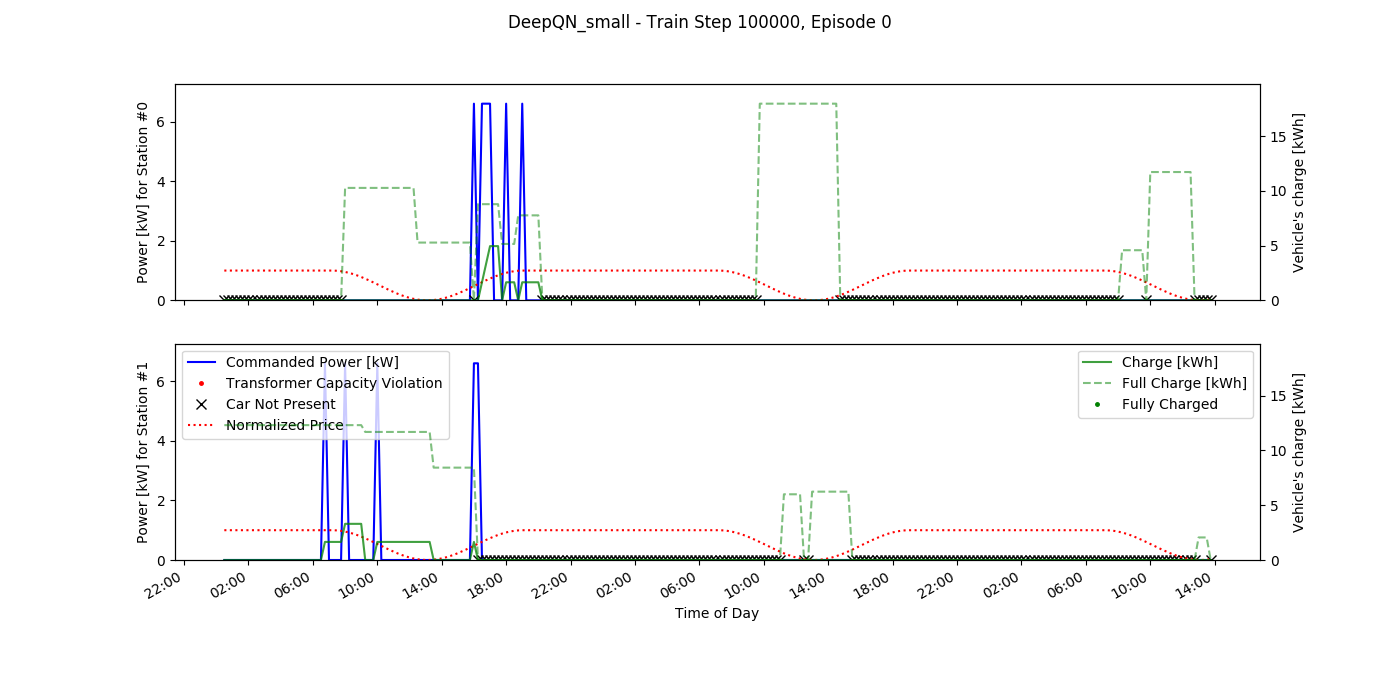 DeepQN_small - Train Step 100000, Episode 0
Power [kW] for Station #0
0
2
4
6
0
5
10
15
Vehicle's charge [kWh]
Power [kW] for Station #1
0
2
4
6
Commanded Power [kW]
Transformer Capacity Violation
Car Not Present
Normalized Price
Charge [kWh]
Full Charge [kWh]
Fully Charged
0
5
10
15
Vehicle's charge [kWh]
22:00 02:00 06:00 10:00 14:00 18:00 22:00 02:00 06:00 10:00 14:00 18:00 22:00 02:00 06:00 10:00 14:00
Time of Day